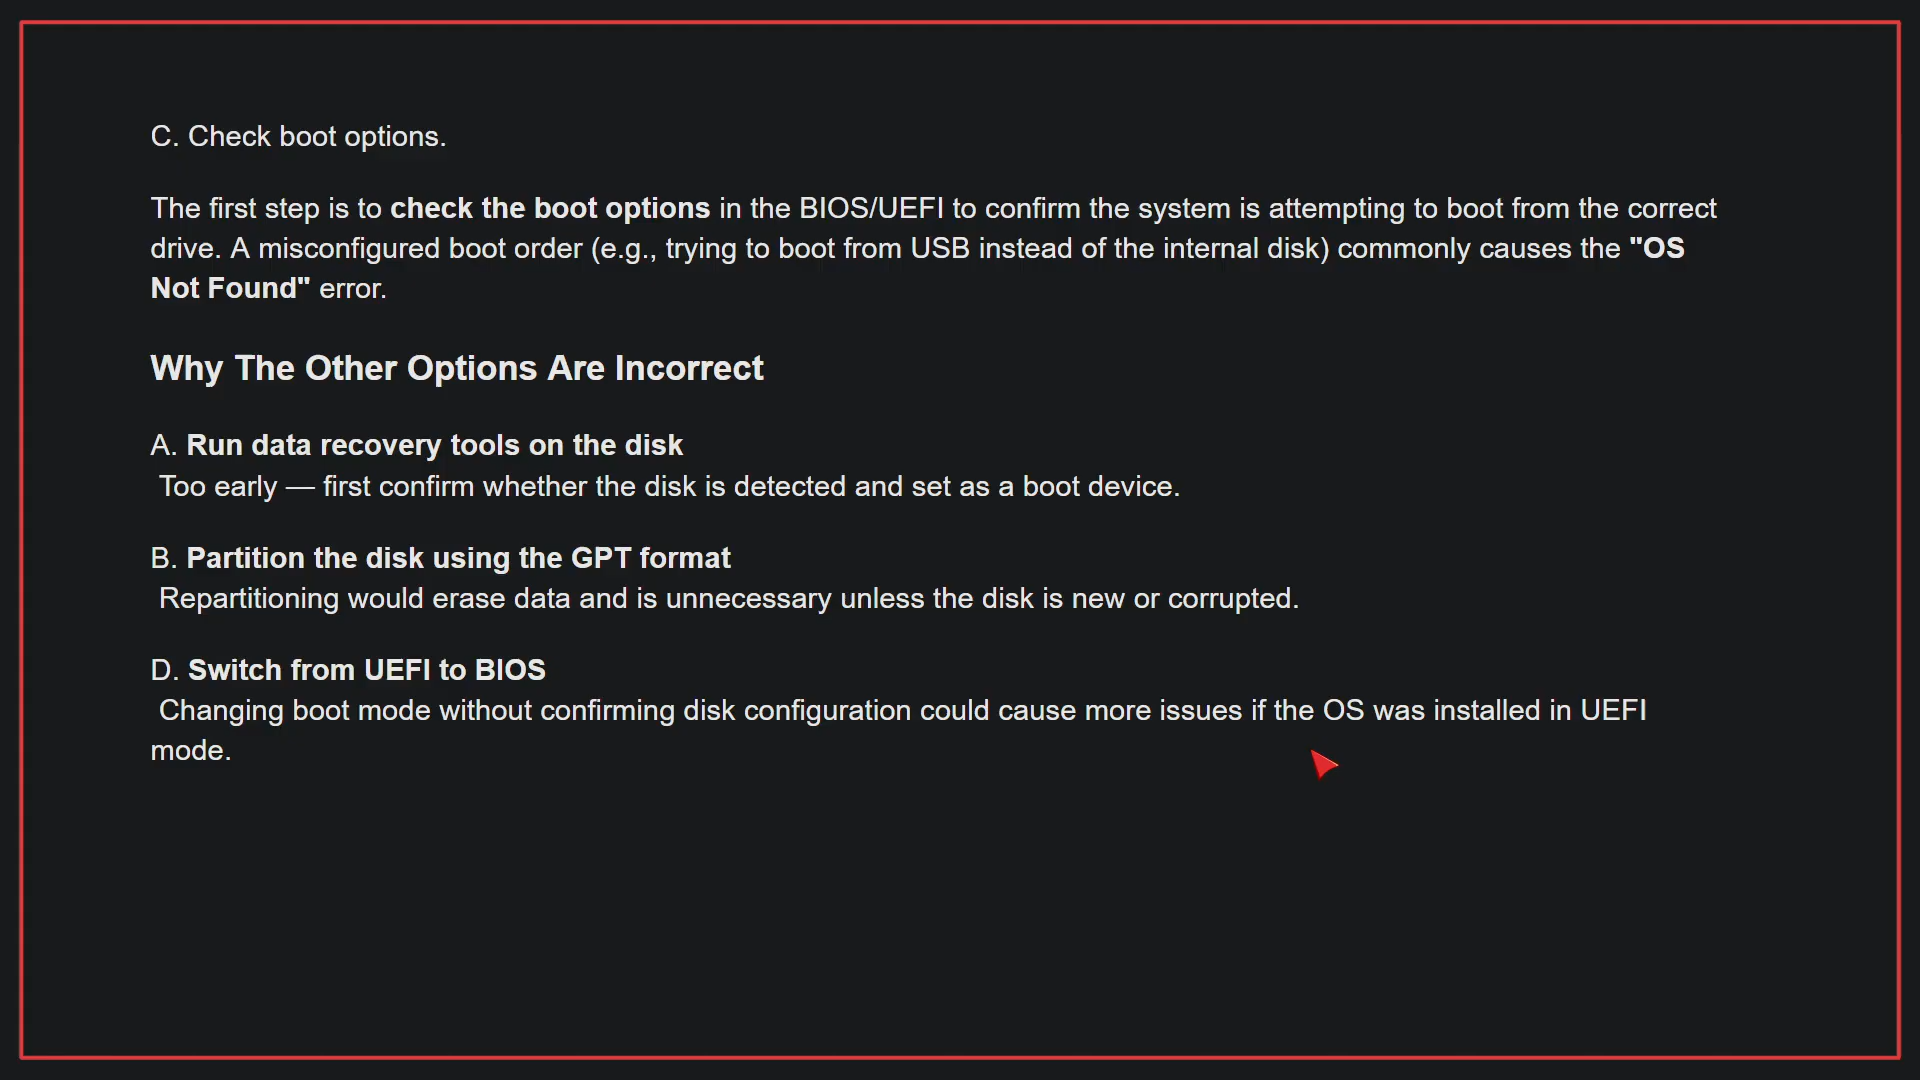 C. Check boot options.
The first step is to check the boot options in the BIOS/UEFI to confirm the system is attempting to boot from the correct
drive. A misconfigured boot order (e.g., trying to boot from USB instead of the internal disk) commonly causes the "OS
Not Found" error.
Why The Other Options Are Incorrect
A. Run data recovery tools on the disk
Too early — first confirm whether the disk is detected and set as a boot device.
B. Partition the disk using the GPT format
Repartitioning would erase data and is unnecessary unless the disk is new or corrupted.
D. Switch from UEFI to BIOS
Changing boot mode without confirming disk configuration could cause more issues if the OS was installed in UEFI
mode.